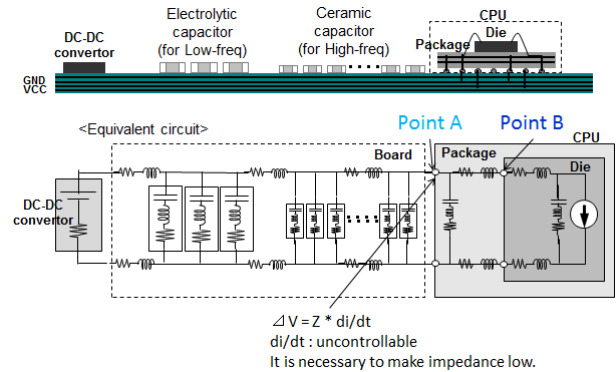 Electrolytic
capacitor
(for Low-freq)
Ceramic
capacitor
(for High-freq)
CPU
DC-DC
convertor
Package
Die
GND
VCC
<Equivalent circuit>
Point A
Point B
Board
Package
CPU
Die
DC-DC
convertor
⊿ V = Z * di/dt
di/dt : uncontrollable
It is necessary to make impedance low.